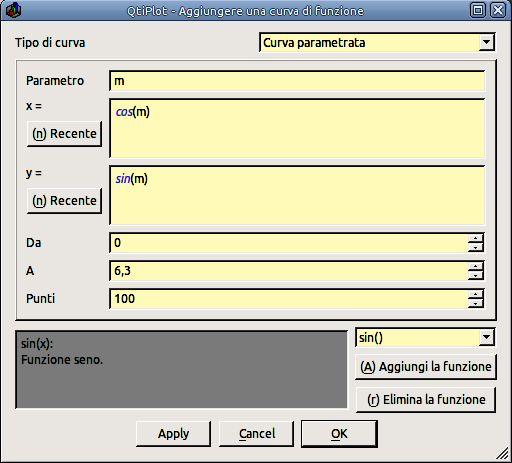 QtiPlot - Aggiungere una curva di funzione
Tipo di curva Curva parametrata
Parametro m
x = cos(m)
(n) Recente
y = sin(m)
(n) Recente
Da 0
A 6,3
Punti 100
sin(x):
Funzione seno.
sin()
(A) Aggiungi la funzione
(r) Elimina la funzione
Apply Cancel OK